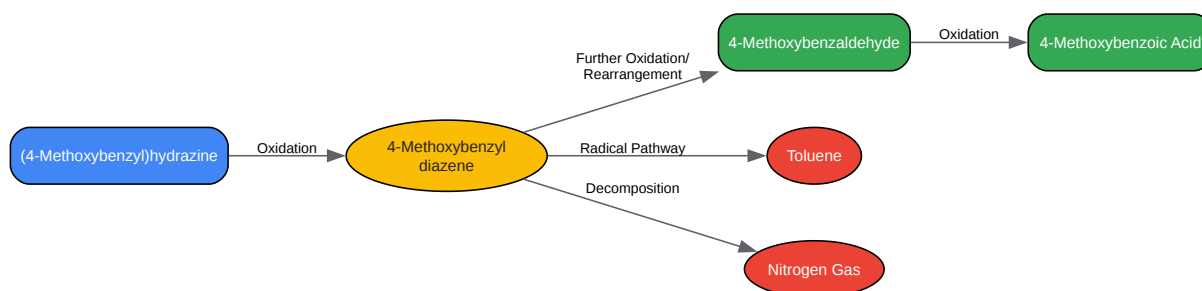 4-Methoxybenzaldehyde
Oxidation
4-Methoxybenzoic Acid
Further Oxidation/
Rearrangement
(4-Methoxybenzyl)hydrazine
Oxidation
4-Methoxybenzyl
diazene
Radical Pathway
Toluene
Decomposition
Nitrogen Gas